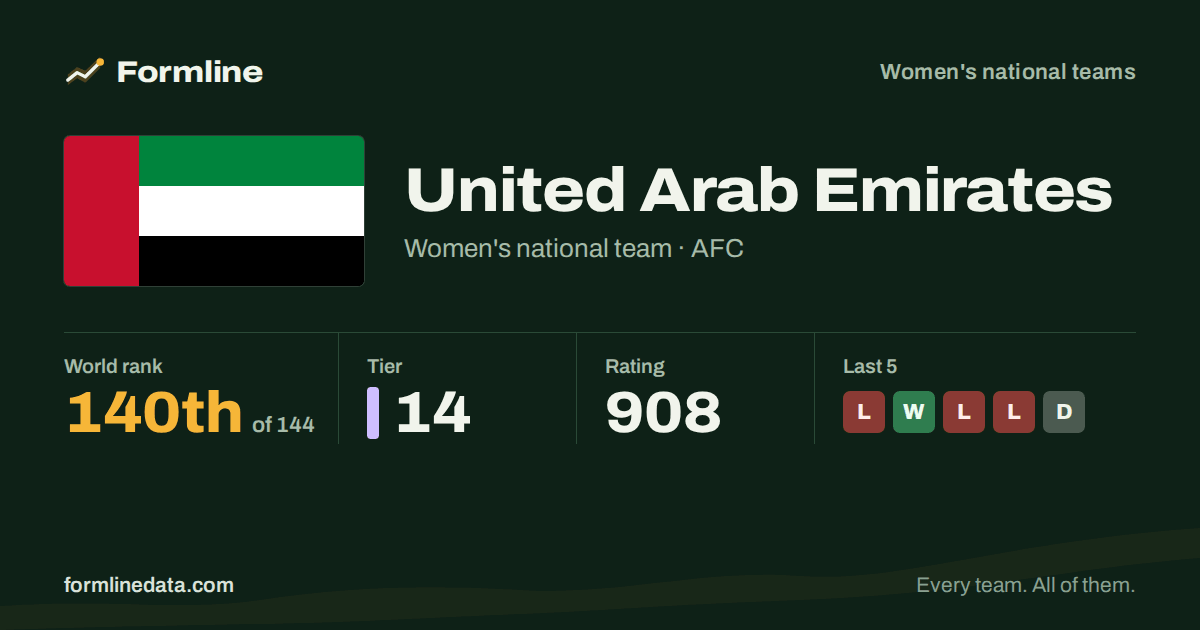 Formline
Women's national teams
United Arab Emirates
Women's national team · AFC
World rank
140th of 144
Tier
14
Rating
908
Last 5
L W L L D
formlinedata.com
Every team. All of them.